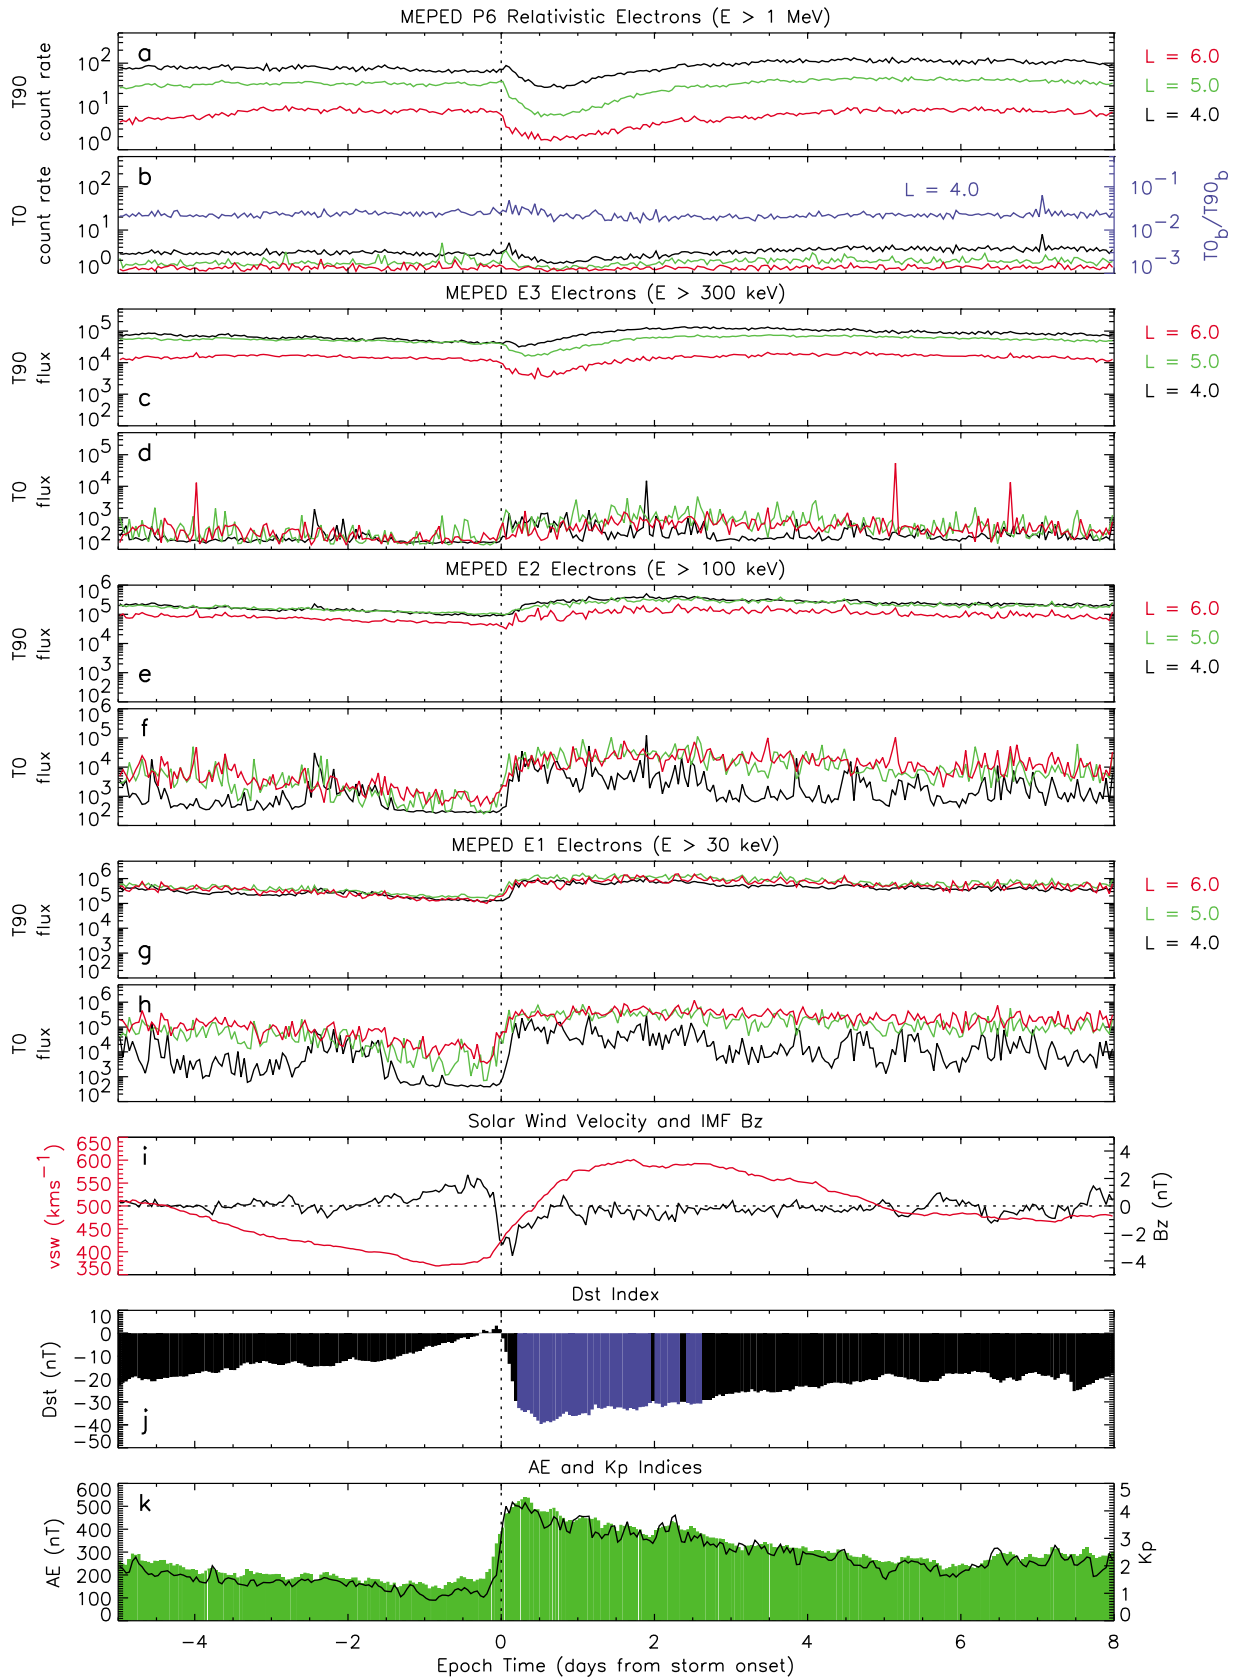 MEPED P6 Relativistic Electrons (E > 1 MeV)
a
T90
count rate
10^2
10^1
10^0
L = 6.0
L = 5.0
L = 4.0
b
T0
count rate
10^2
10^1
10^0
L = 4.0
10^-1
10^-2
10^-3
T0_b/T90_b
MEPED E3 Electrons (E > 300 keV)
c
T90
flux
10^5
10^4
10^3
10^2
L = 6.0
L = 5.0
L = 4.0
d
T0
flux
10^5
10^4
10^3
10^2
MEPED E2 Electrons (E > 100 keV)
e
T90
flux
10^6
10^5
10^4
10^3
10^2
L = 6.0
L = 5.0
L = 4.0
f
T0
flux
10^6
10^5
10^4
10^3
10^2
MEPED E1 Electrons (E > 30 keV)
g
T90
flux
10^6
10^5
10^4
10^3
10^2
L = 6.0
L = 5.0
L = 4.0
h
T0
flux
10^6
10^5
10^4
10^3
10^2
Solar Wind Velocity and IMF Bz
i
vsw (kms^-1)
650
600
550
500
450
400
350
4
2
0
-2
-4
Bz (nT)
Dst Index
j
Dst (nT)
10
0
-10
-20
-30
-40
-50
AE and Kp Indices
k
AE (nT)
600
500
400
300
200
100
0
5
4
3
2
1
0
Kp
-4 -2 0 2 4 6 8
Epoch Time (days from storm onset)